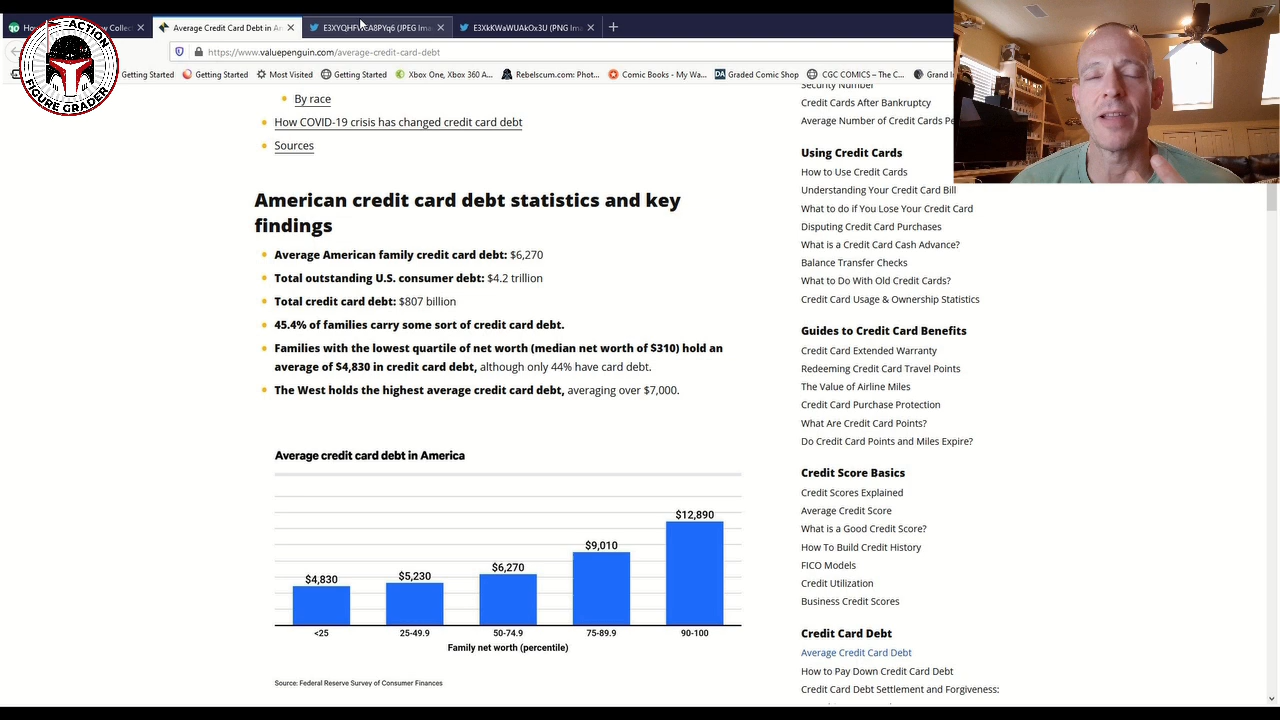 Average Credit Card Debt in Am
E3XYQHFWEA8PYq6 (JPEG Ima
E3XkKWaWUAkOx3U (PNG Im
https://www.valuepenguin.com/average-credit-card-debt
Getting Started
Getting Started
Most Visited
Getting Started
Xbox One, Xbox 360 A...
Rebelscum.com: Phot...
Comic Books - My Wa...
Graded Comic Shop
CGC COMICS – The C...
Grand
ACTION
FIGURE GRADER
By race
How COVID-19 crisis has changed credit card debt
Sources
American credit card debt statistics and key
findings
Average American family credit card debt: $6,270
Total outstanding U.S. consumer debt: $4.2 trillion
Total credit card debt: $807 billion
45.4% of families carry some sort of credit card debt.
Families with the lowest quartile of net worth (median net worth of $310) hold an
average of $4,830 in credit card debt, although only 44% have card debt.
The West holds the highest average credit card debt, averaging over $7,000.
Average credit card debt in America
$4,830
$5,230
$6,270
$9,010
$12,890
<25
25-49.9
50-74.9
75-89.9
90-100
Family net worth (percentile)
Source: Federal Reserve Survey of Consumer Finances
Security Number
Credit Cards After Bankruptcy
Average Number of Credit Cards Pe
Using Credit Cards
How to Use Credit Cards
Understanding Your Credit Card Bill
What to do if You Lose Your Credit Card
Disputing Credit Card Purchases
What is a Credit Card Cash Advance?
Balance Transfer Checks
What to Do With Old Credit Cards?
Credit Card Usage & Ownership Statistics
Guides to Credit Card Benefits
Credit Card Extended Warranty
Redeeming Credit Card Travel Points
The Value of Airline Miles
Credit Card Purchase Protection
What Are Credit Card Points?
Do Credit Card Points and Miles Expire?
Credit Score Basics
Credit Scores Explained
Average Credit Score
What is a Good Credit Score?
How To Build Credit History
FICO Models
Credit Utilization
Business Credit Scores
Credit Card Debt
Average Credit Card Debt
How to Pay Down Credit Card Debt
Credit Card Debt Settlement and Forgiveness: